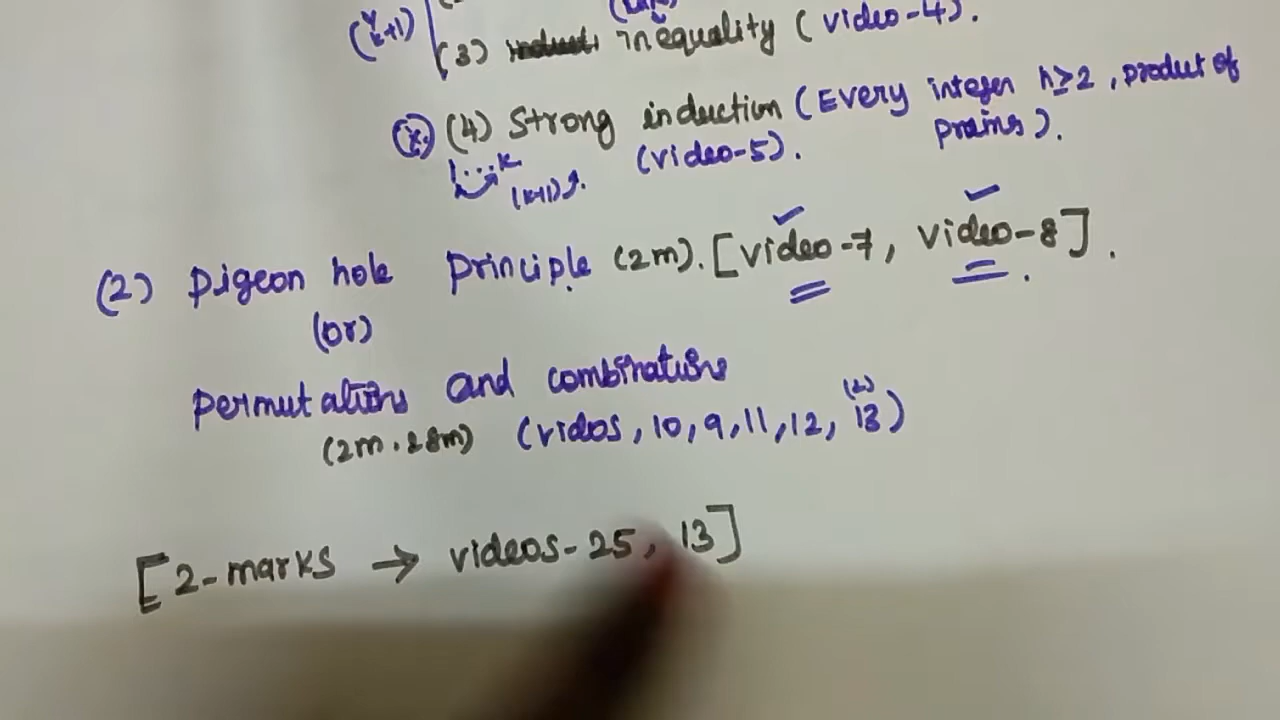 (3) inequality (video-4).
(4) Strong induction (Every integer n≥2, product of
primes).
1...k
(k+1)
(video-5).
(2) pigeon hole principle (2m). [video-7, video-8].
(or)
permutations and combinations
(2m. 8m) (videos, 10, 9, 11, 12, 13)
[2-marks → videos-25, 13]